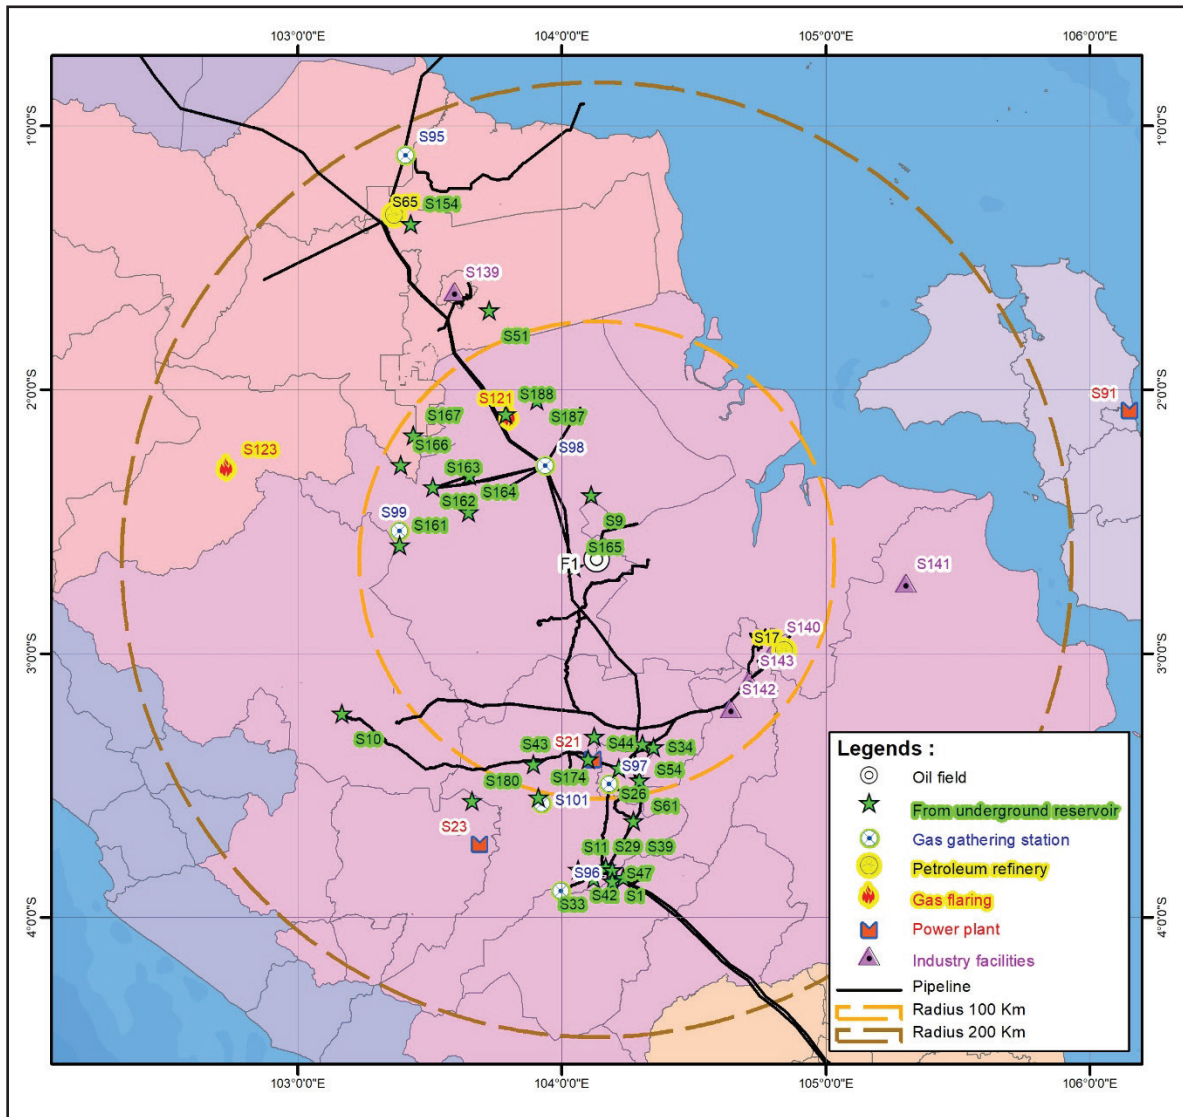 103°0'0"E
104°0'0"E
105°0'0"E
106°0'0"E
1°0'0"S
1°0'0"S
S95
S65
S154
S139
S51
2°0'0"S
2°0'0"S
S121
S188
S187
S91
S167
S166
S98
S123
S163
S164
S162
S99
S161
S9
S165
F1
S141
S17
S140
3°0'0"S
3°0'0"S
S143
S142
S10
S43
S21
S44
S34
S97
S54
S180
S174
S26
S101
S61
S23
S11
S29
S39
S96
S47
S42
S1
S33
4°0'0"S
4°0'0"S
Legends :
Oil field
From underground reservoir
Gas gathering station
Petroleum refinery
Gas flaring
Power plant
Industry facilities
Pipeline
Radius 100 Km
Radius 200 Km
103°0'0"E
104°0'0"E
105°0'0"E
106°0'0"E